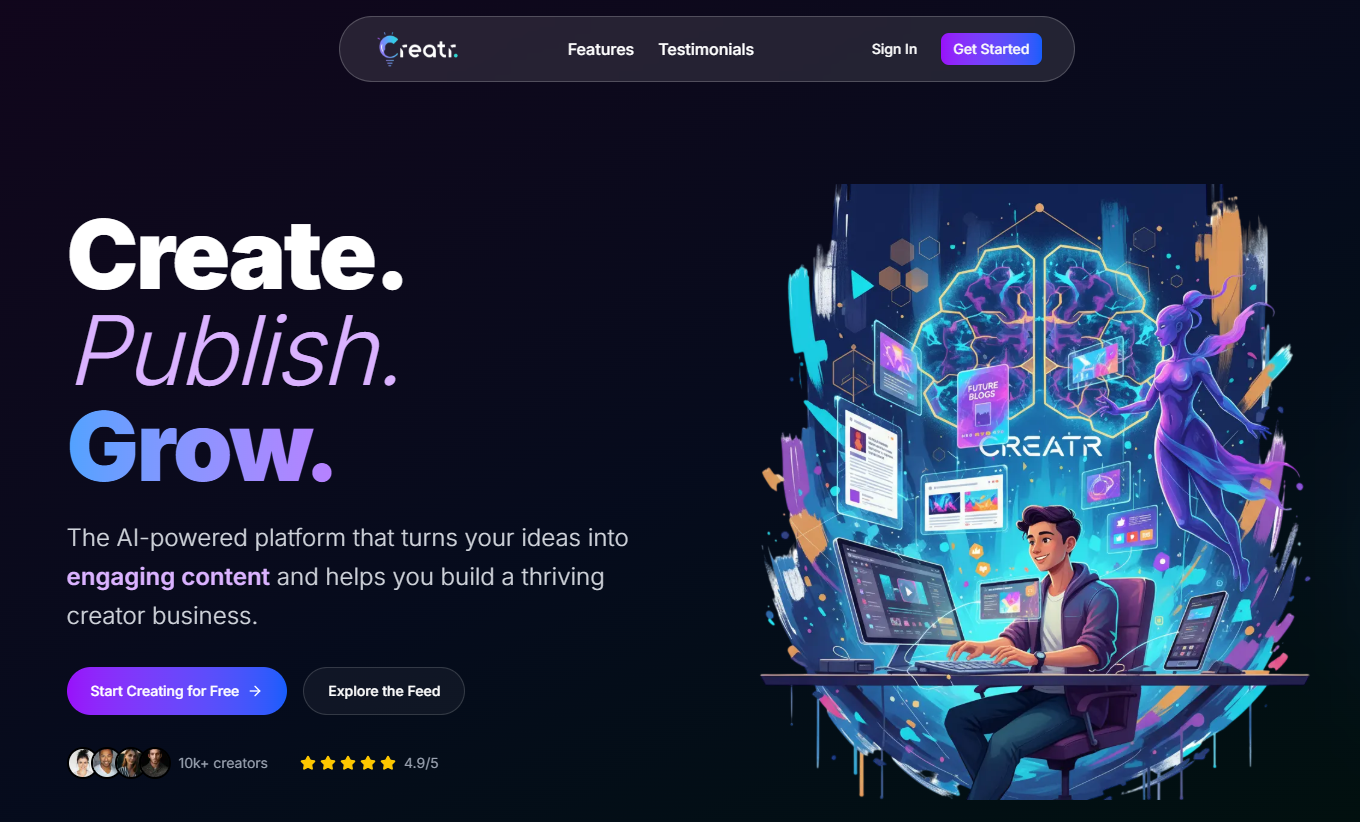 Creatr.
Features
Testimonials
Sign In
Get Started
Create.
Publish.
Grow.
The AI-powered platform that turns your ideas into
engaging content and helps you build a thriving
creator business.
Start Creating for Free →
Explore the Feed
10k+ creators
4.9/5
FUTURE
BLOGS
CREATR